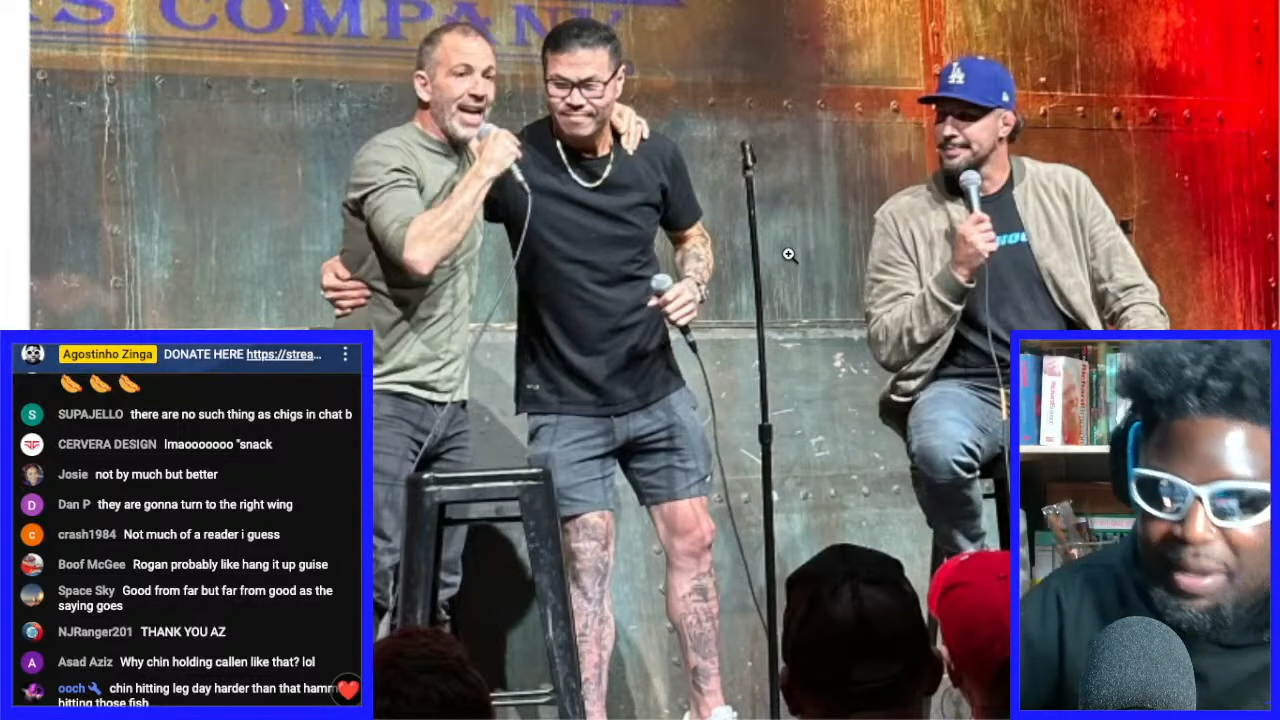 S COMPANY
LA
Agostinho Zinga DONATE HERE https://strea...
SUPAJELLO there are no such thing as chigs in chat b
CERVERA DESIGN lmaooooooo "snack
Josie not by much but better
Dan P they are gonna turn to the right wing
crash1984 Not much of a reader i guess
Boof McGee Rogan probably like hang it up guise
Space Sky Good from far but far from good as the
saying goes
NJRanger201 THANK YOU AZ
Asad Aziz Why chin holding callen like that? lol
ooch chin hitting leg day harder than that hamm
hitting those fish